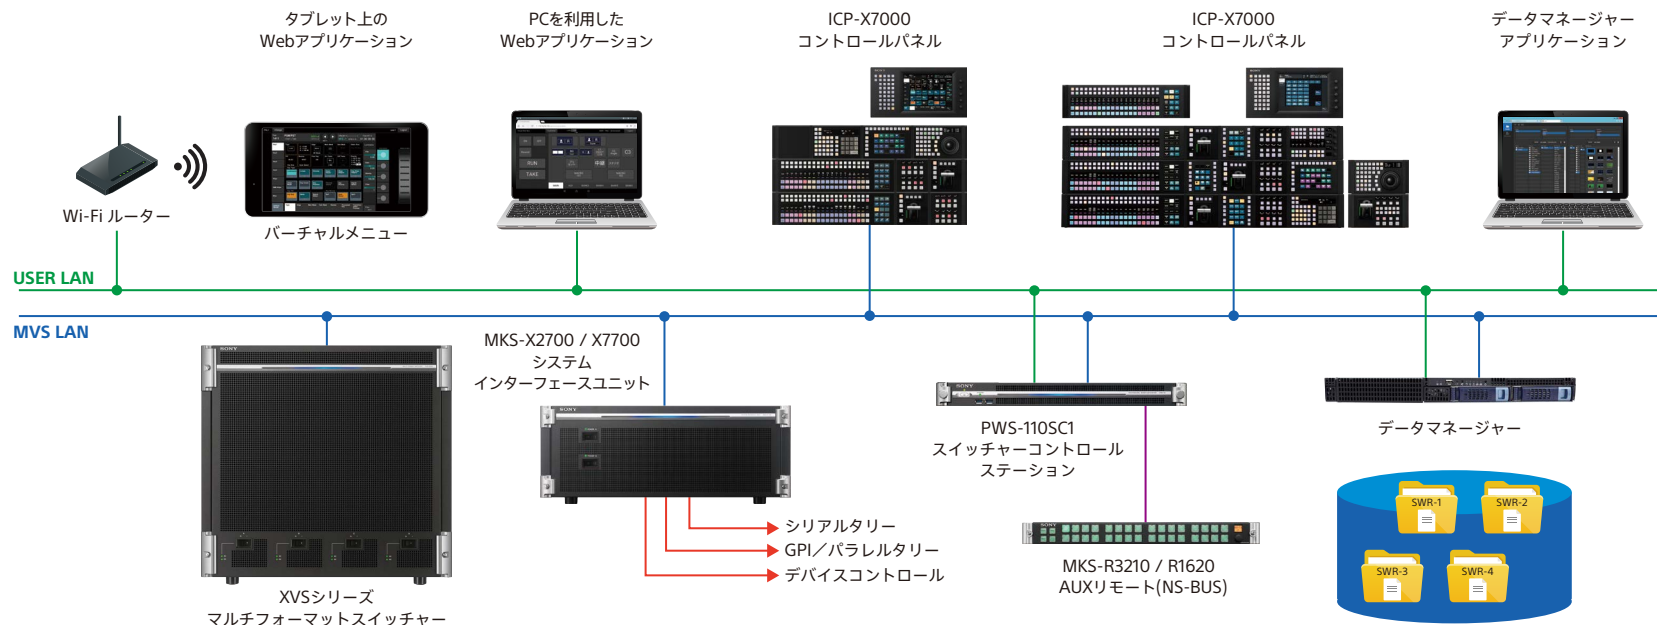 タブレット上の
Webアプリケーション
PCを利用した
Webアプリケーション
ICP-X7000
コントロールパネル
ICP-X7000
コントロールパネル
データマネージャー
アプリケーション
RUN
TAKE
中継
Wi-Fi ルーター
バーチャルメニュー
USER LAN
MVS LAN
SONY
XVSシリーズ
マルチフォーマットスイッチャー
MKS-X2700 / X7700
システム
インターフェースユニット
SONY
シリアルタリー
GPI／パラレルタリー
デバイスコントロール
SONY
PWS-110SC1
スイッチャーコントロール
ステーション
SONY
MKS-R3210 / R1620
AUXリモート(NS-BUS)
データマネージャー
SWR-1
SWR-2
SWR-3
SWR-4